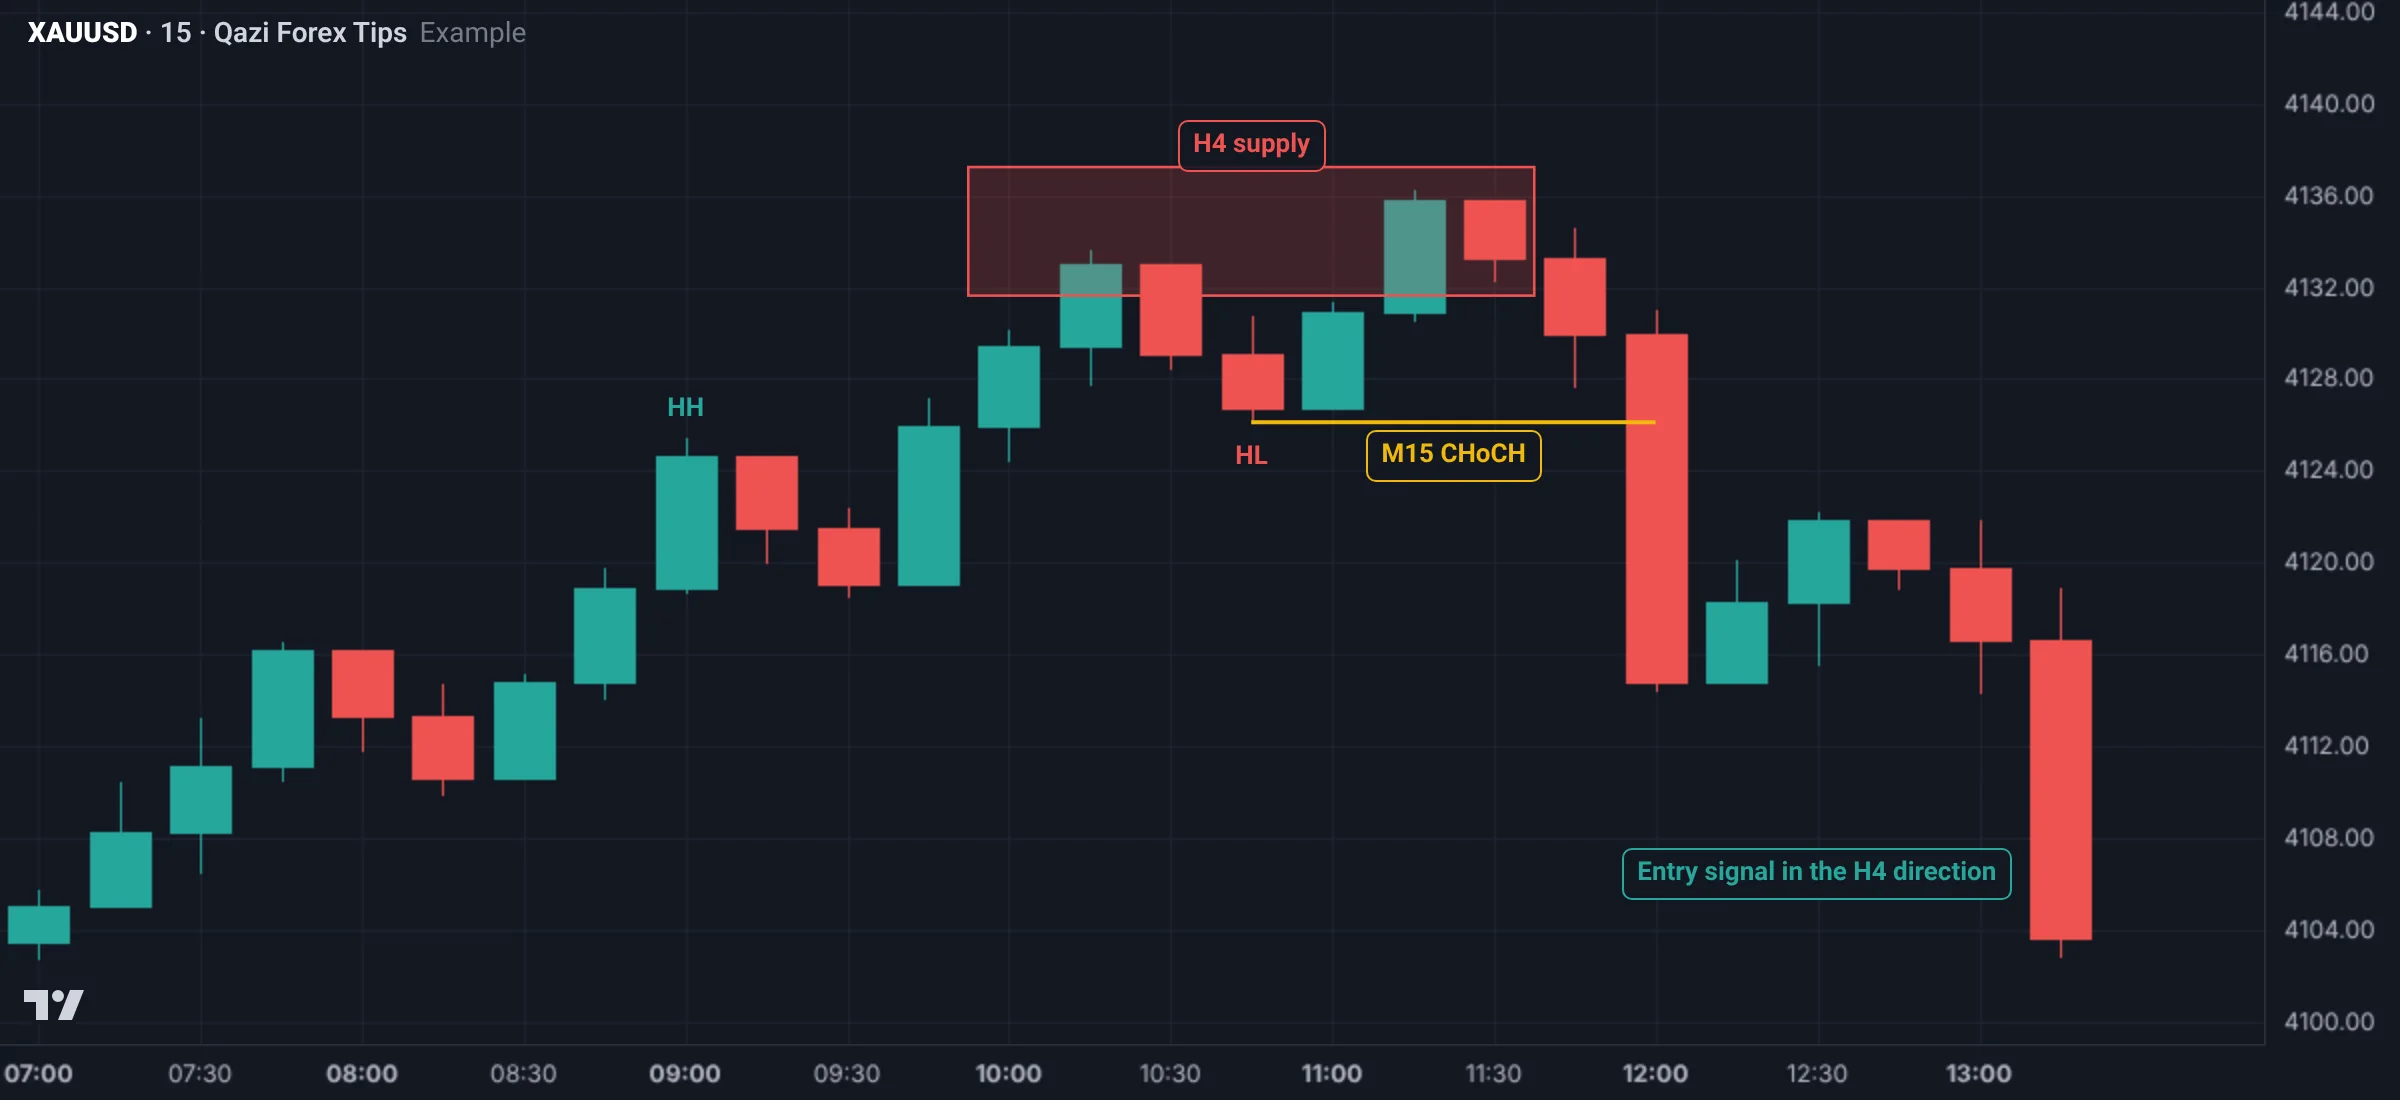 XAUUSD · 15 · Qazi Forex Tips Example
4144.00
4140.00
H4 supply
4136.00
4132.00
4128.00
HH
HL
M15 CHoCH
4124.00
4120.00
4116.00
4112.00
4108.00
Entry signal in the H4 direction
4104.00
4100.00
07:00 07:30 08:00 08:30 09:00 09:30 10:00 10:30 11:00 11:30 12:00 12:30 13:00